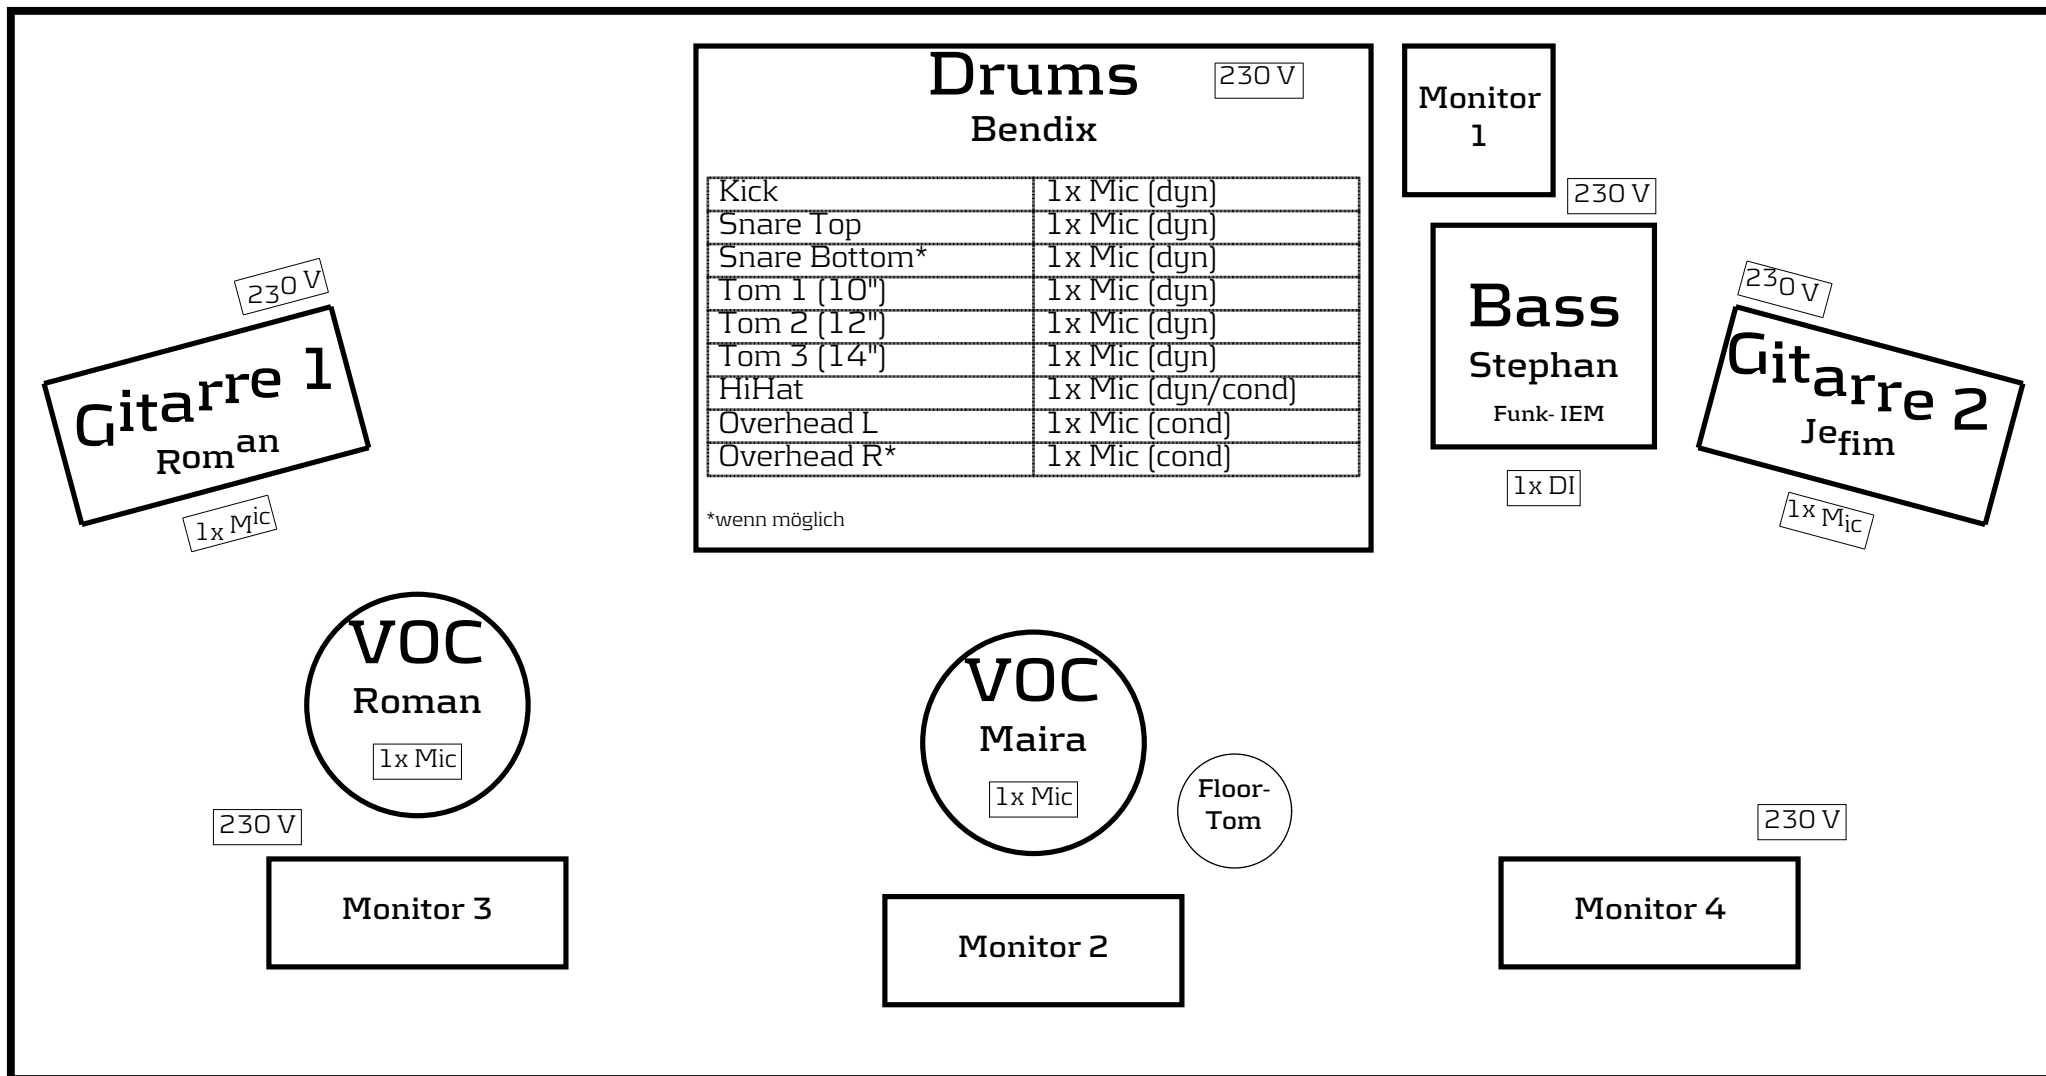 Drums
230 V
Bendix
Kick 1x Mic (dyn)
Snare Top 1x Mic (dyn)
Snare Bottom* 1x Mic (dyn)
Tom 1 (10") 1x Mic (dyn)
Tom 2 (12") 1x Mic (dyn)
Tom 3 (14") 1x Mic (dyn)
HiHat 1x Mic (dyn/cond)
Overhead L 1x Mic (cond)
Overhead R* 1x Mic (cond)
*wenn möglich
Monitor
1
230 V
Bass
Stephan
Funk- IEM
1x DI
230 V
Gitarre 1
Roman
1x Mic
230 V
Gitarre 2
Jefim
1x Mic
VOC
Roman
1x Mic
VOC
Maira
1x Mic
Floor-
Tom
230 V
Monitor 3
Monitor 2
230 V
Monitor 4